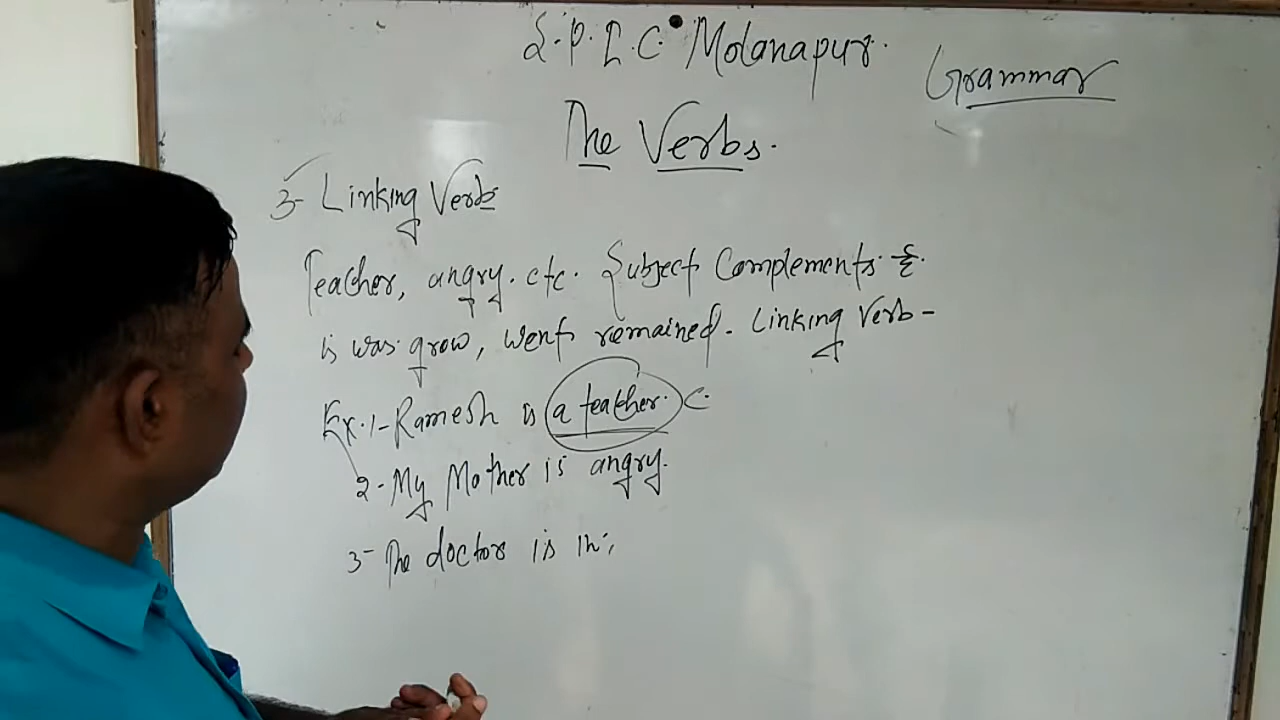 S.P.I.C. Molanapur.
Grammar
The Verbs.
3- Linking Verb
Teacher, angry. etc. Subject Complements हैं.
is was grow, went remained. Linking Verb -
Ex.1- Ramesh is a teacher. C.
2- My Mother is angry.
3- The doctor is in.